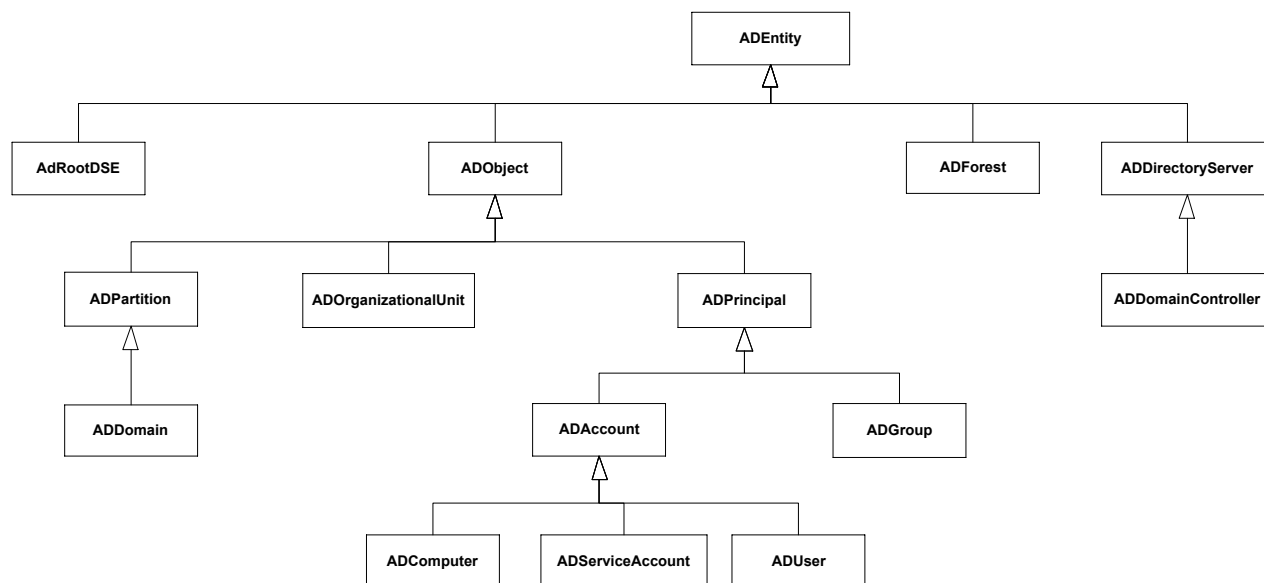 ADEntity
AdRootDSE
ADObject
ADForest
ADDirectoryServer
ADPartition
ADOrganizationalUnit
ADPrincipal
ADDomainController
ADDomain
ADAccount
ADGroup
ADComputer
ADServiceAccount
ADUser